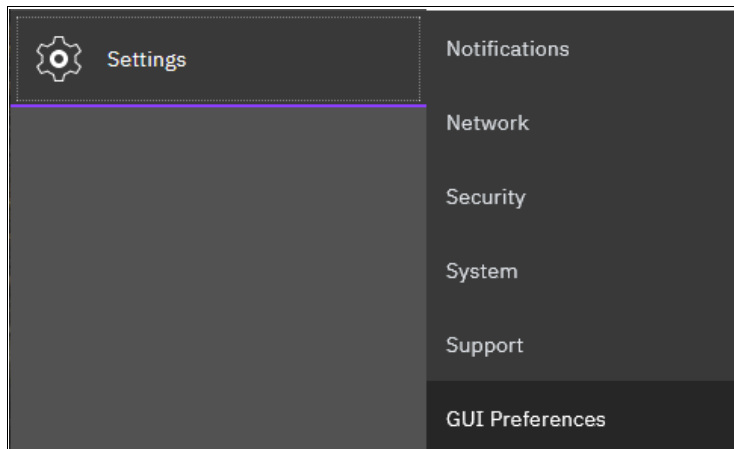 Settings
Notifications
Network
Security
System
Support
GUI Preferences